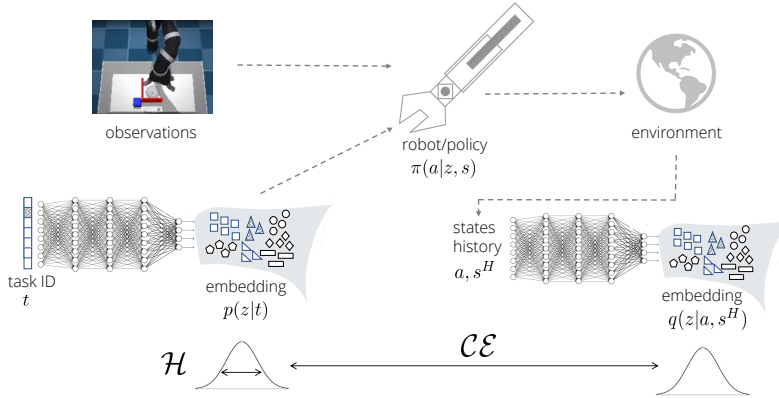 observations
robot/policy
π(a|z, s)
environment
task ID
t
embedding
p(z|t)
states
history
a, s^H
embedding
q(z|a, s^H)
ℋ
𝒞ℰ